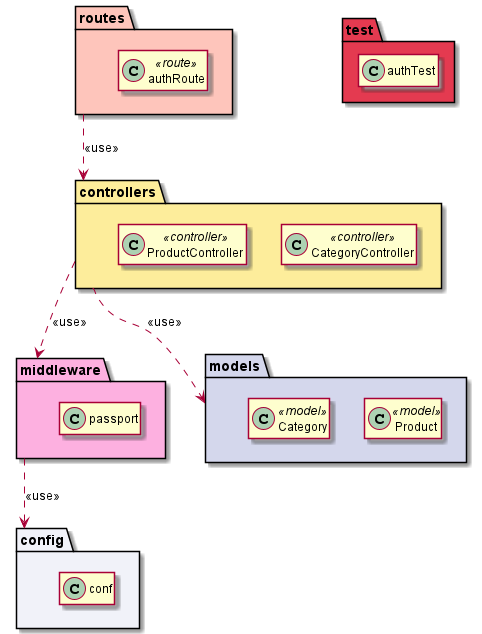 routes
C «route»
authRoute
test
C authTest
«use»
controllers
C «controller»
ProductController
C «controller»
CategoryController
«use»
«use»
middleware
C passport
models
C «model»
Category
C «model»
Product
«use»
config
C conf